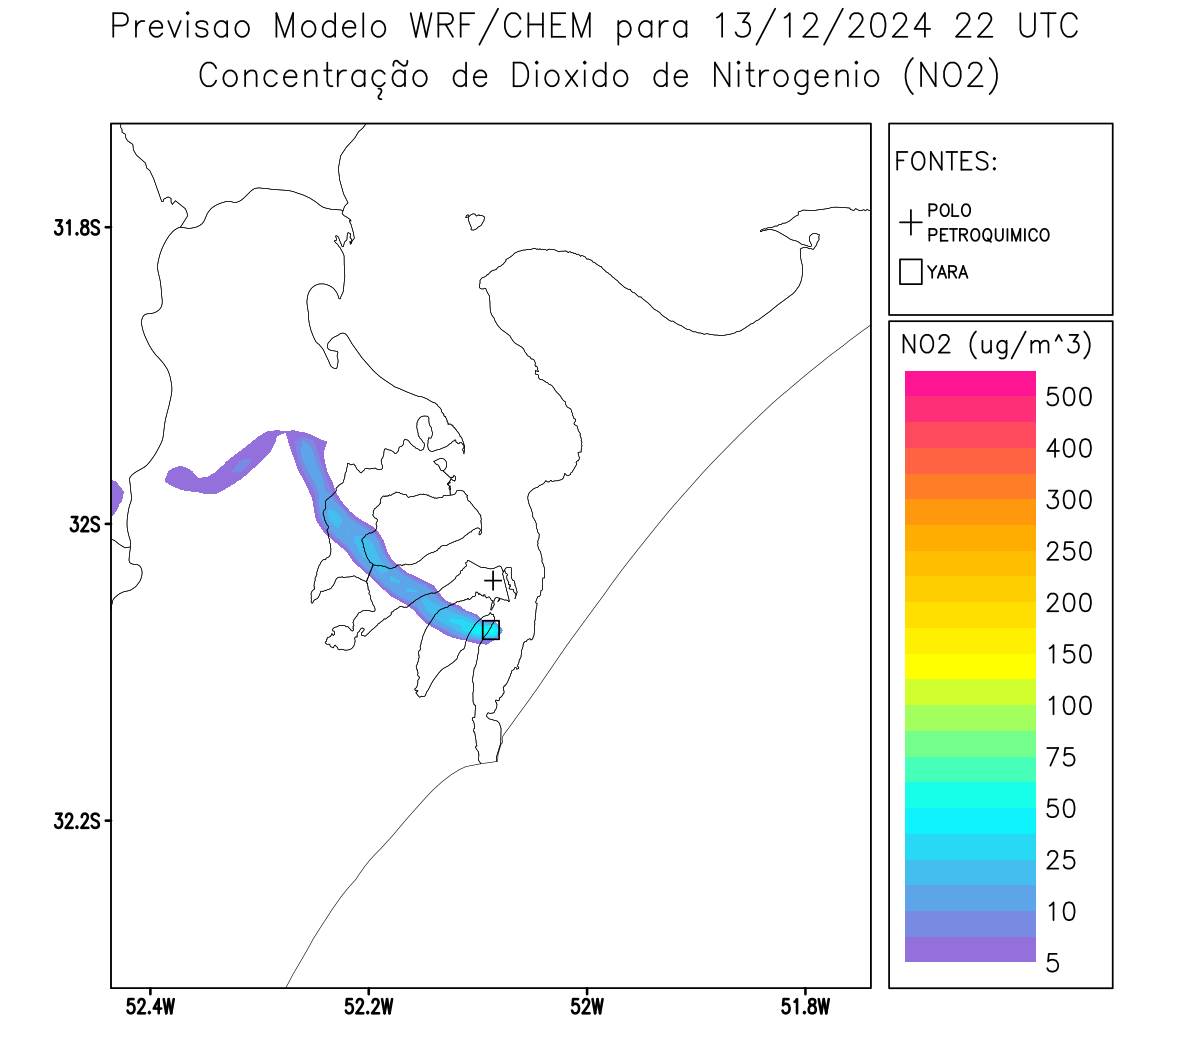 Previsao Modelo WRF/CHEM para 13/12/2024 22 UTC
Concentração de Dioxido de Nitrogenio (NO2)
FONTES:
POLO
PETROQUIMICO
YARA
NO2 (ug/m^3)
500
400
300
250
200
150
100
75
50
25
10
5
31.8S
32S
32.2S
52.4W
52.2W
52W
51.8W